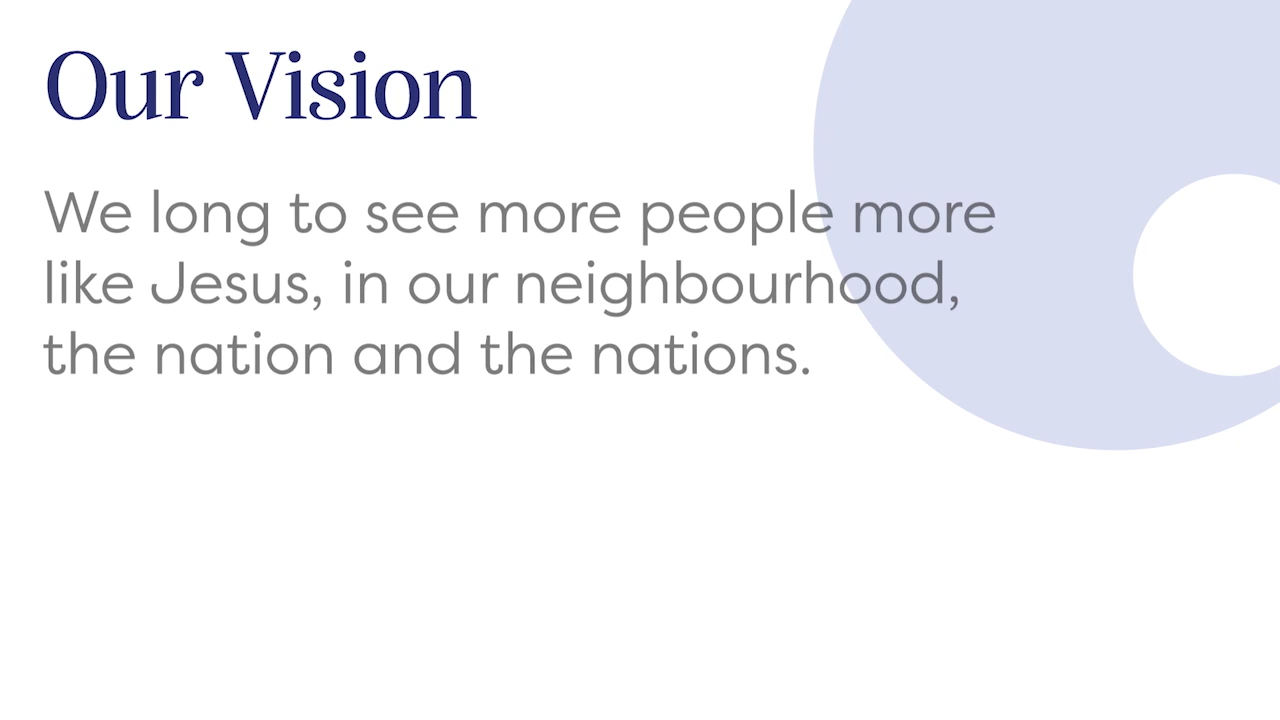 Our Vision
We long to see more people more
like Jesus, in our neighbourhood,
the nation and the nations.